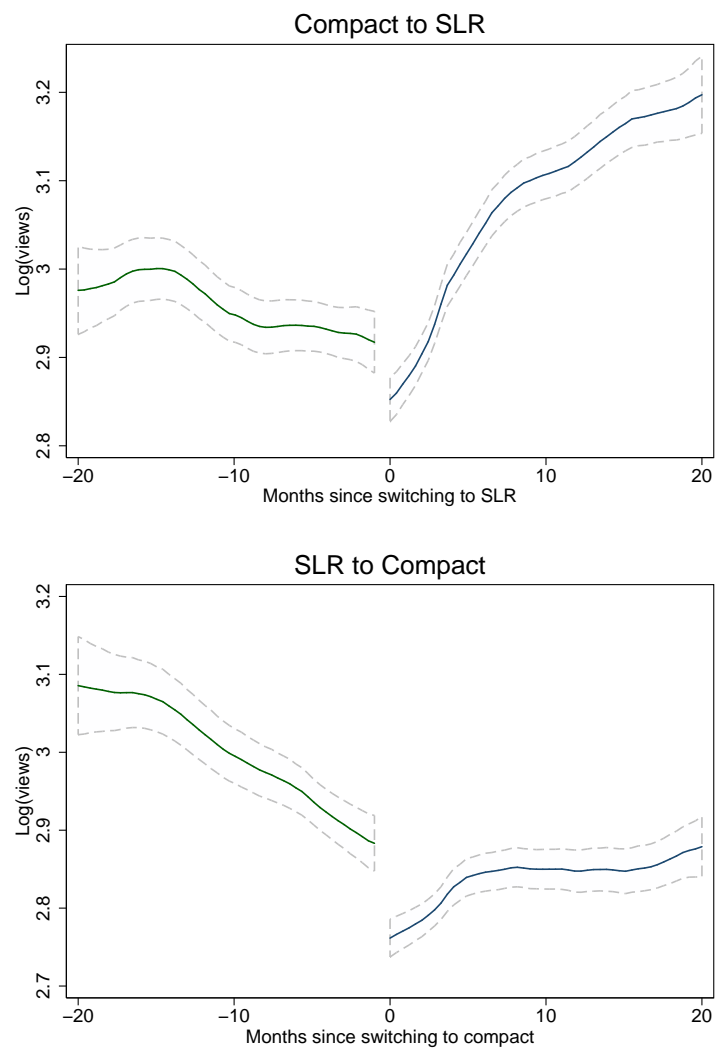 Compact to SLR
3.2
3.1
3
2.9
2.8
Log(views)
−20 −10 0 10 20
Months since switching to SLR
SLR to Compact
3.2
3.1
3
2.9
2.8
2.7
Log(views)
−20 −10 0 10 20
Months since switching to compact